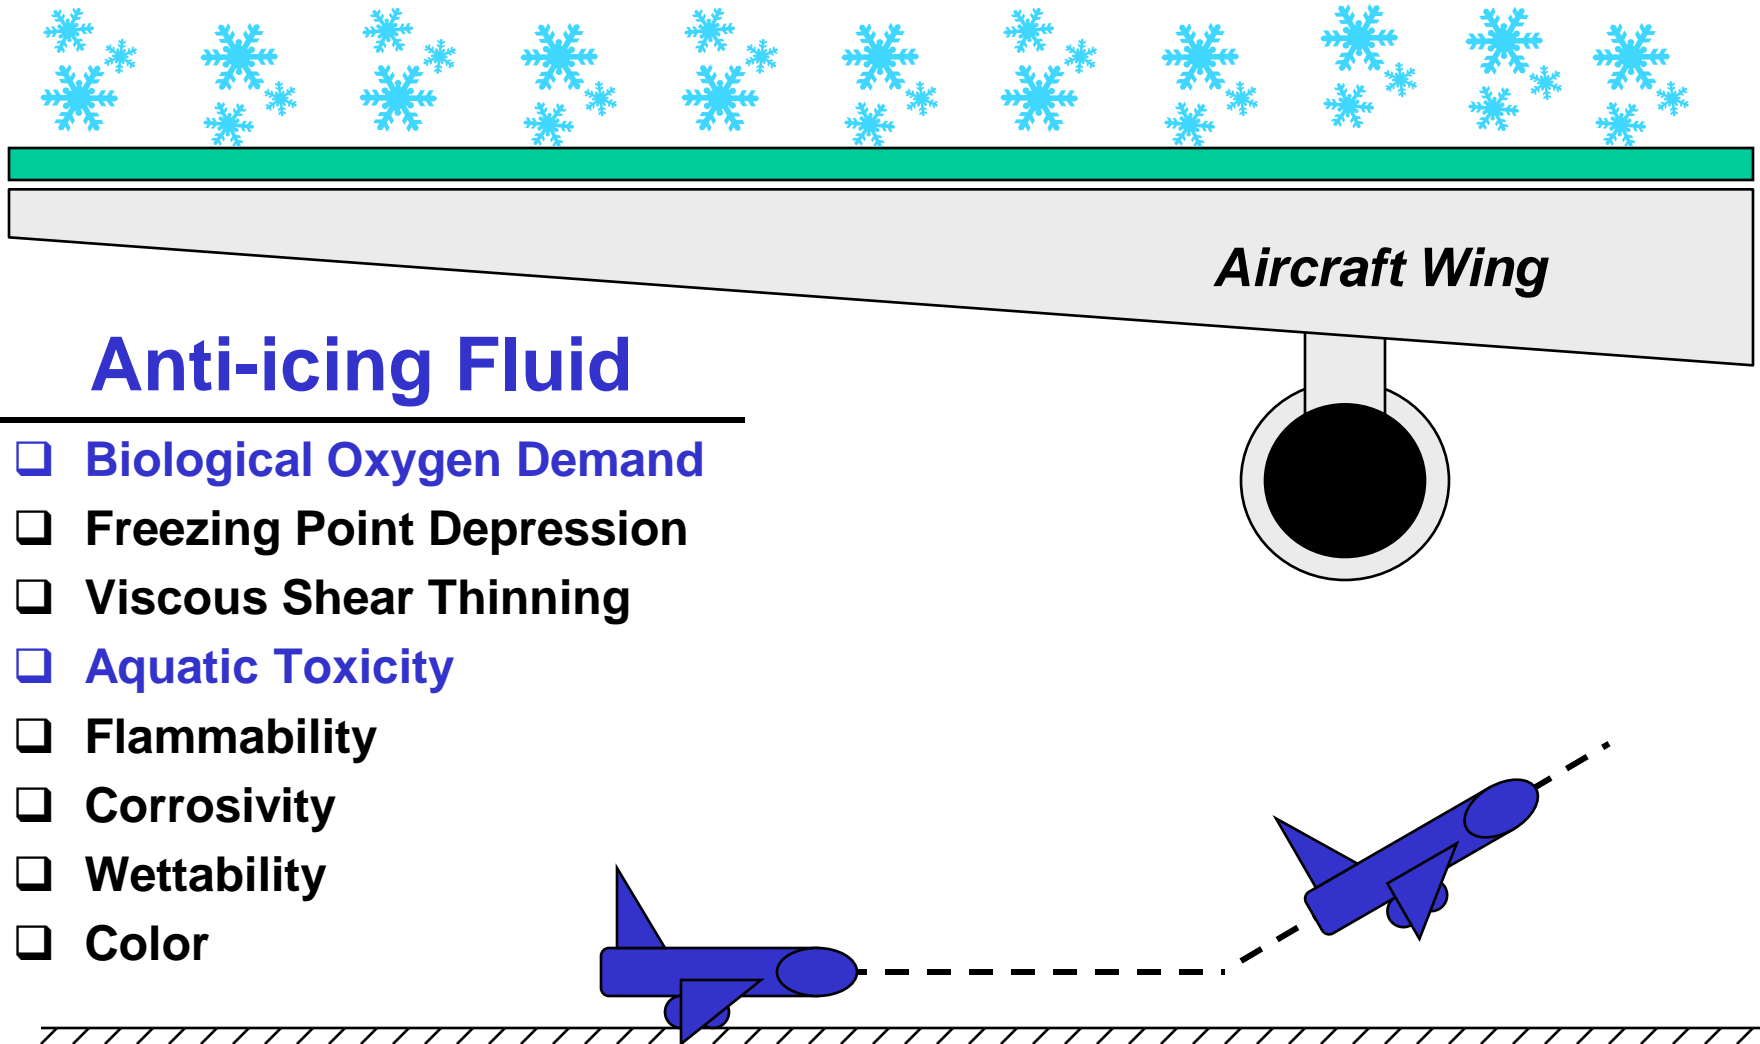 Aircraft Wing
Anti-icing Fluid
Biological Oxygen Demand
Freezing Point Depression
Viscous Shear Thinning
Aquatic Toxicity
Flammability
Corrosivity
Wettability
Color